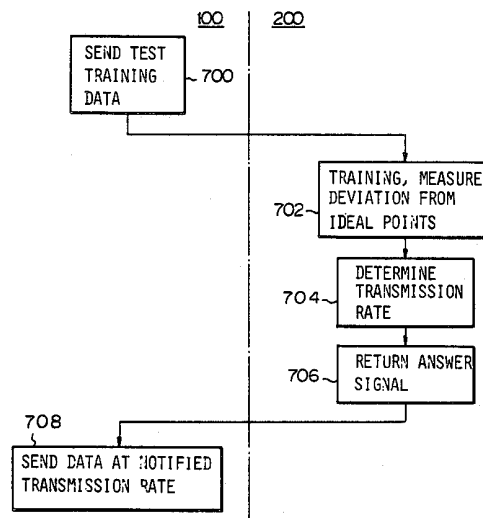 100 200
SEND TEST
TRAINING
DATA
700
TRAINING, MEASURE
DEVIATION FROM
IDEAL POINTS
702
DETERMINE
TRANSMISSION
RATE
704
RETURN ANSWER
SIGNAL
706
708
SEND DATA AT NOTIFIED
TRANSMISSION RATE